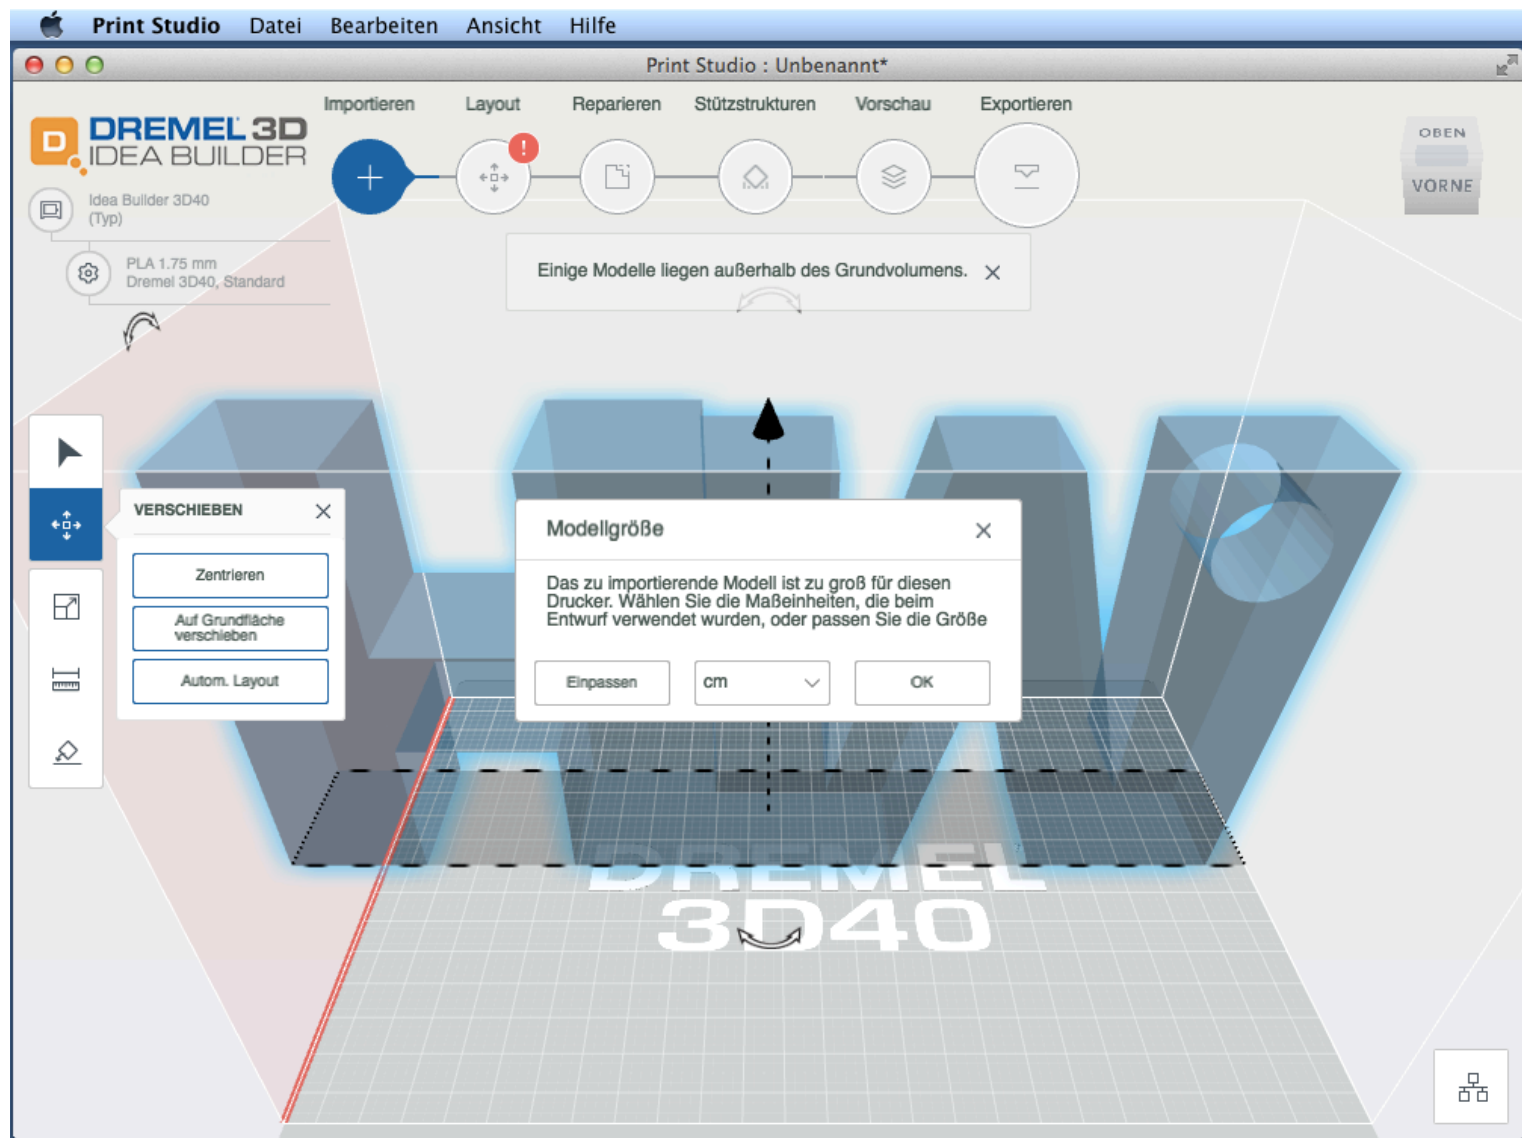 Print Studio Datei Bearbeiten Ansicht Hilfe
Print Studio : Unbenannt*
Importieren Layout Reparieren Stützstrukturen Vorschau Exportieren
DREMEL 3D
IDEA BUILDER
!
OBEN
VORNE
Idea Builder 3D40
(Typ)
PLA 1.75 mm
Dremel 3D40, Standard
Einige Modelle liegen außerhalb des Grundvolumens.
VERSCHIEBEN
Zentrieren
Auf Grundfläche
verschieben
Autom. Layout
Modellgröße
Das zu importierende Modell ist zu groß für diesen
Drucker. Wählen Sie die Maßeinheiten, die beim
Entwurf verwendet wurden, oder passen Sie die Größe
Einpassen cm OK
DREMEL
3D40